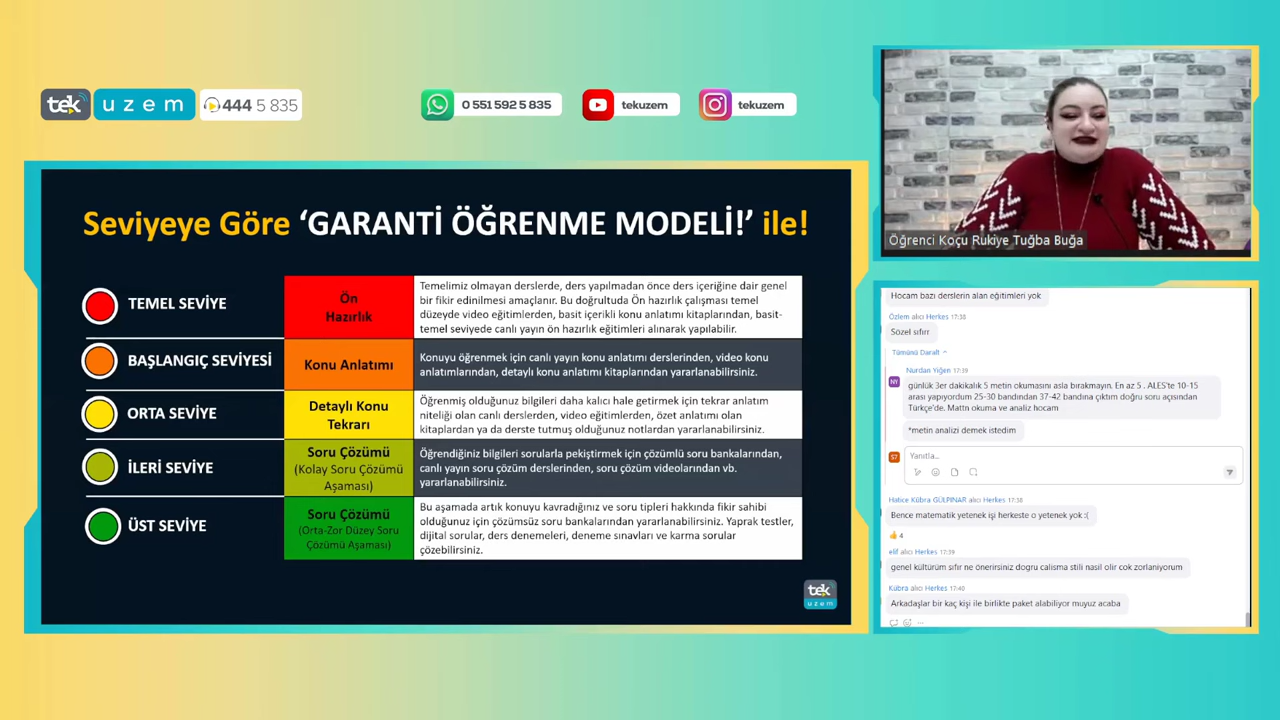 tek uzem 444 5 835
0 551 592 5 835
tekuzem
tekuzem
Seviyeye Göre ‘GARANTİ ÖĞRENME MODELİ!’ ile!
TEMEL SEVİYE
Ön
Hazırlık
Temelimiz olmayan derslerde, ders yapılmadan önce ders içeriğine dair genel
bir fikir edinilmesi amaçlanır. Bu doğrultuda Ön hazırlık çalışması temel
düzeyde video eğitimlerden, basit içerikli konu anlatımı kitaplarından, basit-
temel seviyede canlı yayın ön hazırlık eğitimleri alınarak yapılabilir.
BAŞLANGIÇ SEVİYESİ
Konu Anlatımı
Konuyu öğrenmek için canlı yayın konu anlatımı derslerinden, video konu
anlatımlarından, detaylı konu anlatımı kitaplarından yararlanabilirsiniz.
ORTA SEVİYE
Detaylı Konu
Tekrarı
Öğrenmiş olduğunuz bilgileri daha kalıcı hale getirmek için tekrar anlatım
niteliği olan canlı derslerden, video eğitimlerden, özet anlatımı olan
kitaplardan ya da derste tutmuş olduğunuz notlardan yararlanabilirsiniz.
İLERİ SEVİYE
Soru Çözümü
(Kolay Soru Çözümü
Aşaması)
Öğrendiğiniz bilgileri sorularla pekiştirmek için çözümlü soru bankalarından,
canlı yayın soru çözüm derslerinden, soru çözüm videolarından vb.
yararlanabilirsiniz.
ÜST SEVİYE
Soru Çözümü
(Orta-Zor Düzey Soru
Çözümü Aşaması)
Bu aşamada artık konuyu kavradığınız ve soru tipleri hakkında fikir sahibi
olduğunuz için çözümsüz soru bankalarından yararlanabilirsiniz. Yaprak testler,
dijital sorular, ders denemeleri, deneme sınavları ve karma sorular
çözebilirsiniz.
tek
uzem
Öğrenci Koçu Rukiye Tuğba Buğa
Hocam bazı derslerin alan eğitimleri yok
Özlem alıcı Herkes 17:38
Sözel sıfırr
Tümünü Daralt
Nurdan Yiğen 17:39
NY
günlük 3er dakikalık 5 metin okumasını asla bırakmayın. En az 5 . ALES'te 10-15
arası yapıyordum 25-30 bandından 37-42 bandına çıktım doğru soru açısından
Türkçe'de. Mattn okuma ve analiz hocam
*metin analizi demek istedim
Yanıtla...
Hatice Kübra GÜLPINAR alıcı Herkes 17:38
Bence matematik yetenek işi herkeste o yetenek yok :(
4
elif alıcı Herkes 17:39
genel kültürüm sıfır ne önerirsiniz dogru calisma stili nasil olir cok zorlaniyorum
Kübra alıcı Herkes 17:40
Arkadaşlar bir kaç kişi ile birlikte paket alabiliyor muyuz acaba